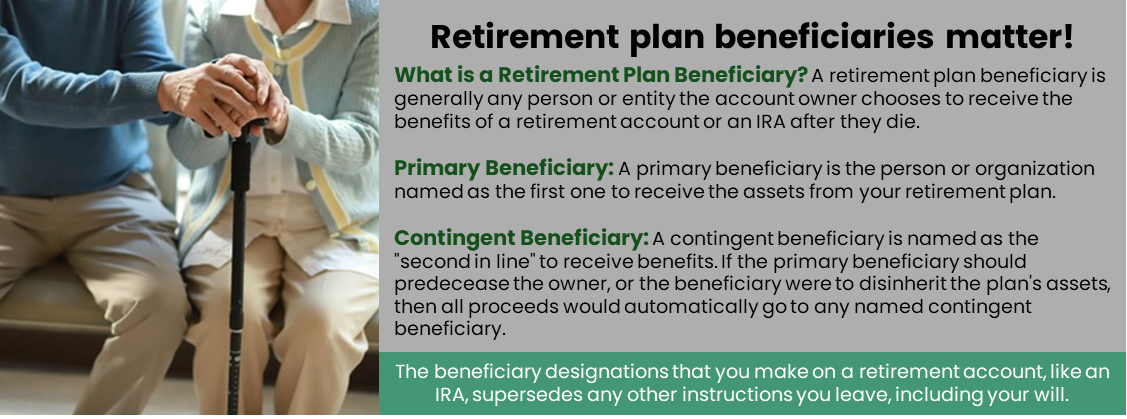 Retirement plan beneficiaries matter!
What is a Retirement Plan Beneficiary? A retirement plan beneficiary is
generally any person or entity the account owner chooses to receive the
benefits of a retirement account or an IRA after they die.
Primary Beneficiary: A primary beneficiary is the person or organization
named as the first one to receive the assets from your retirement plan.
Contingent Beneficiary: A contingent beneficiary is named as the
"second in line" to receive benefits. If the primary beneficiary should
predecease the owner, or the beneficiary were to disinherit the plan's assets,
then all proceeds would automatically go to any named contingent
beneficiary.
The beneficiary designations that you make on a retirement account, like an
IRA, supersedes any other instructions you leave, including your will.